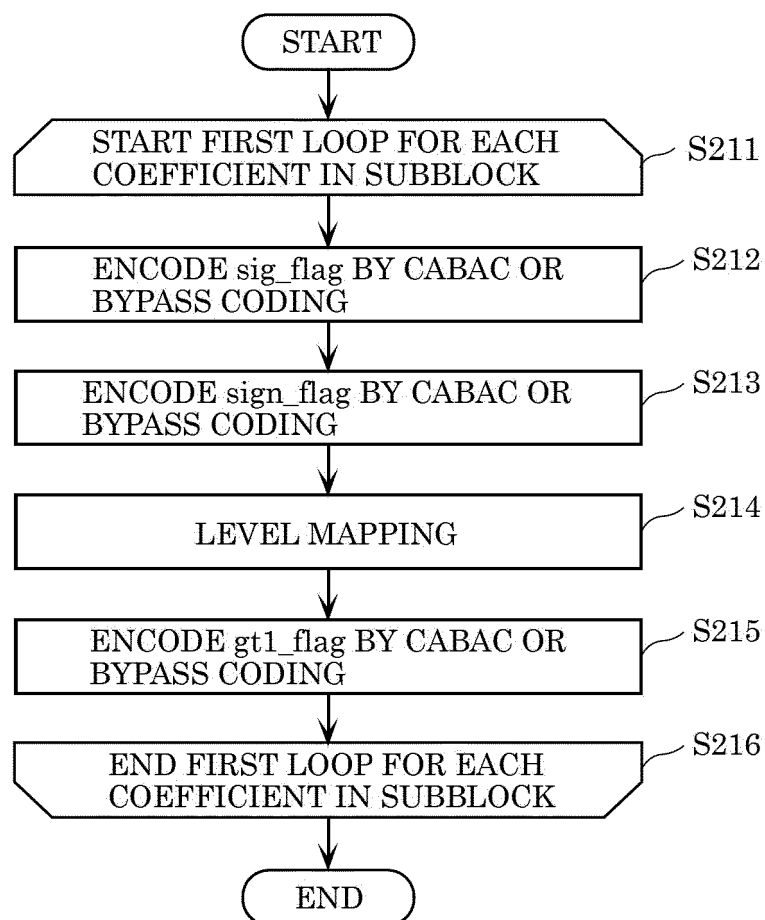 START
START FIRST LOOP FOR EACH
COEFFICIENT IN SUBBLOCK
S211
ENCODE sig_flag BY CABAC OR
BYPASS CODING
S212
ENCODE sign_flag BY CABAC OR
BYPASS CODING
S213
LEVEL MAPPING
S214
ENCODE gt1_flag BY CABAC OR
BYPASS CODING
S215
END FIRST LOOP FOR EACH
COEFFICIENT IN SUBBLOCK
S216
END